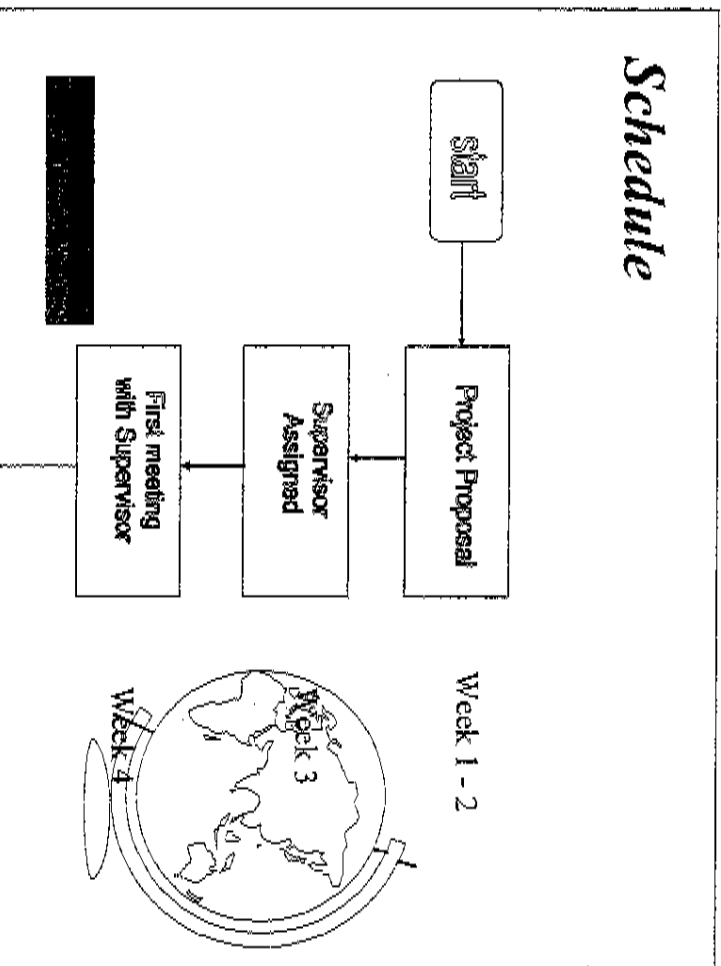 Schedule
start
Project Proposal
Week 1 - 2
Supervisor
Assigned
Week 3
First meeting
with Supervisor
Week 4